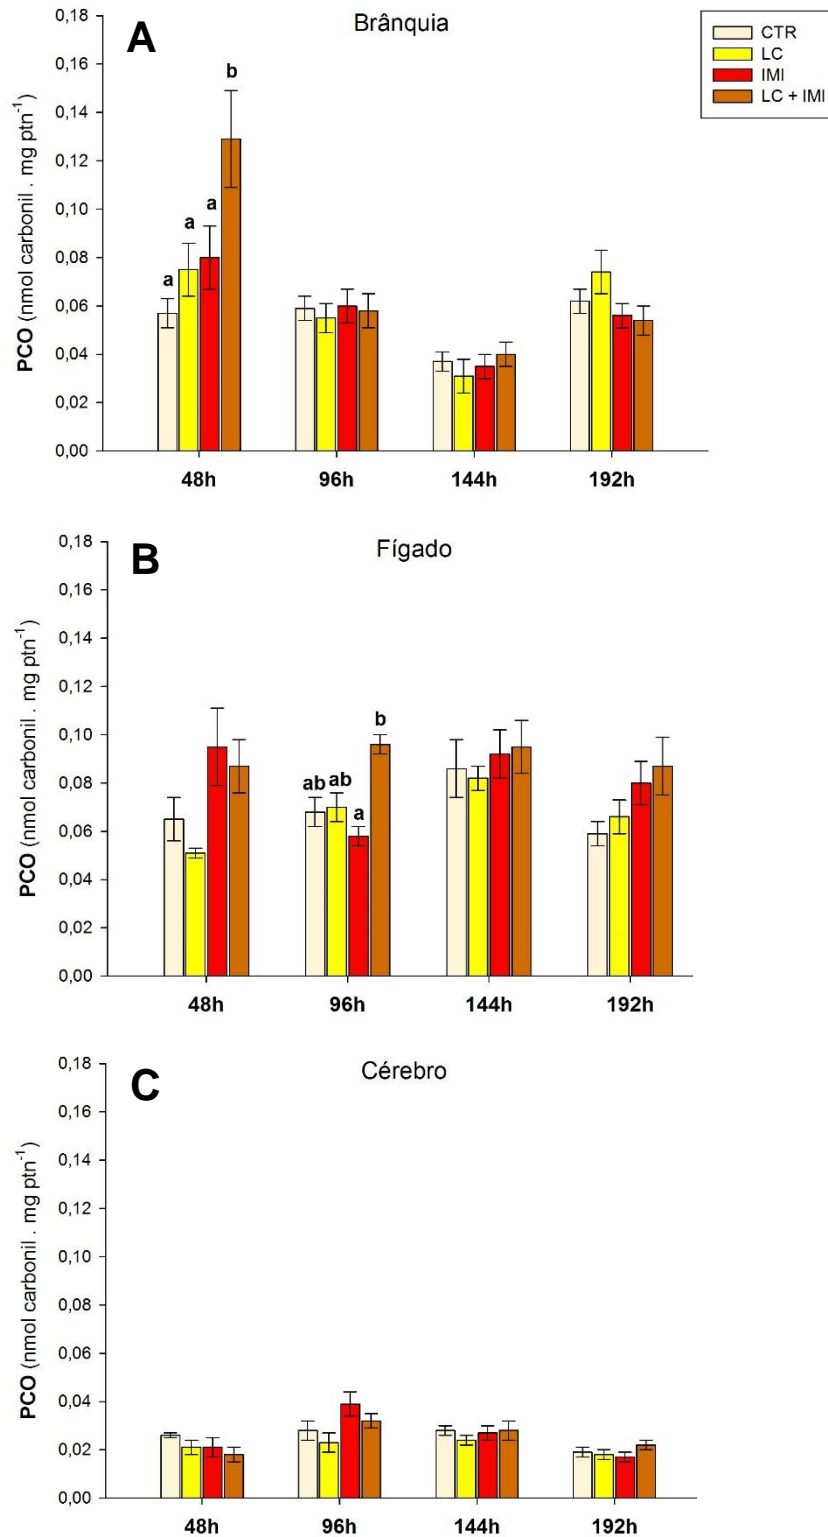 A
Brânquia
CTR
LC
IMI
LC + IMI
PCO (nmol carbonil . mg ptn⁻¹)
0,18
0,16
0,14
0,12
0,10
0,08
0,06
0,04
0,02
0,00
a
a
a
b
48h
96h
144h
192h
B
Fígado
PCO (nmol carbonil . mg ptn⁻¹)
0,18
0,16
0,14
0,12
0,10
0,08
0,06
0,04
0,02
0,00
ab
ab
a
b
48h
96h
144h
192h
C
Cérebro
PCO (nmol carbonil . mg ptn⁻¹)
0,18
0,16
0,14
0,12
0,10
0,08
0,06
0,04
0,02
0,00
48h
96h
144h
192h